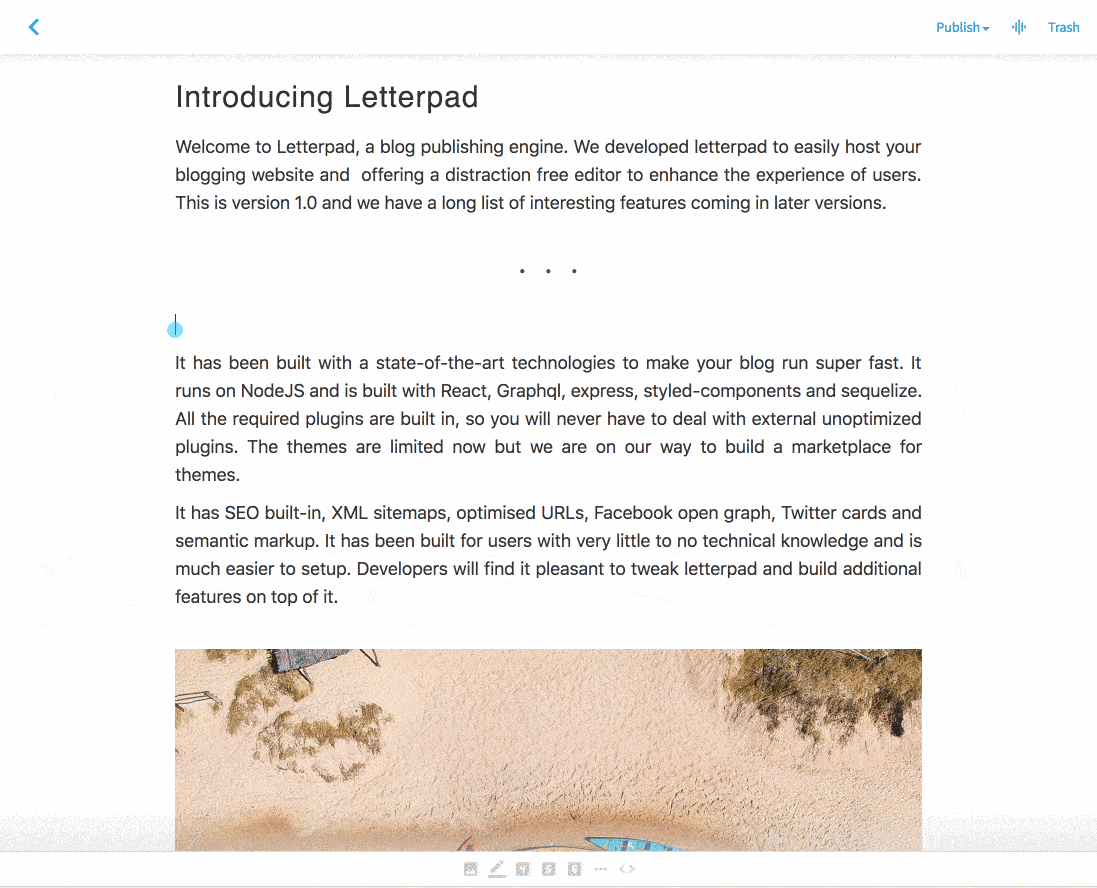 Publish
Trash
Introducing Letterpad
Welcome to Letterpad, a blog publishing engine. We developed letterpad to easily host your
blogging website and  offering a distraction free editor to enhance the experience of users.
This is version 1.0 and we have a long list of interesting features coming in later versions.
• • •
It has been built with a state-of-the-art technologies to make your blog run super fast. It
runs on NodeJS and is built with React, Graphql, express, styled-components and sequelize.
All the required plugins are built in, so you will never have to deal with external unoptimized
plugins. The themes are limited now but we are on our way to build a marketplace for
themes.
It has SEO built-in, XML sitemaps, optimised URLs, Facebook open graph, Twitter cards and
semantic markup. It has been built for users with very little to no technical knowledge and is
much easier to setup. Developers will find it pleasant to tweak letterpad and build additional
features on top of it.